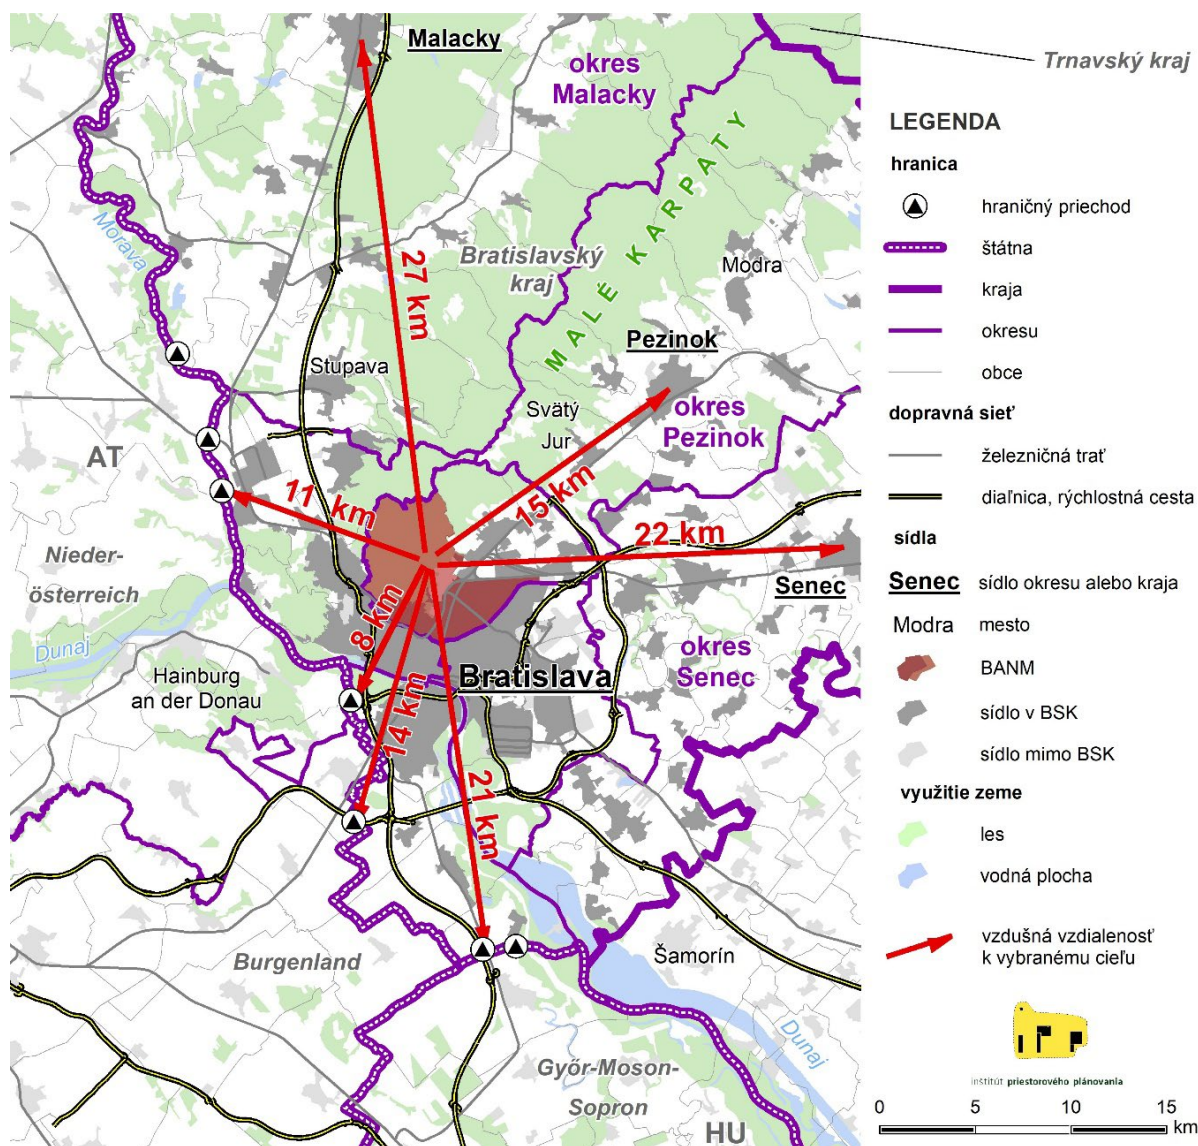 Malacky
okres
Malacky
Trnavský kraj
MALÉ KARPATY
Morava
27 km
Bratislavský
kraj
Modra
Pezinok
Stupava
Svätý
Jur
okres
Pezinok
AT
11 km
15 km
22 km
Nieder-
österreich
Senec
8 km
Dunaj
okres
Senec
Hainburg
an der Donau
Bratislava
14 km
21 km
Burgenland
Šamorín
Dunaj
Győr-Moson-
Sopron
HU
LEGENDA
hranica
hraničný priechod
štátna
kraja
okresu
obce
dopravná sieť
železničná trať
diaľnica, rýchlostná cesta
sídla
Senec sídlo okresu alebo kraja
Modra mesto
BANM
sídlo v BSK
sídlo mimo BSK
využitie zeme
les
vodná plocha
vzdušná vzdialenosť
k vybranému cieľu
inštitút priestorového plánovania
0 5 10 15
km